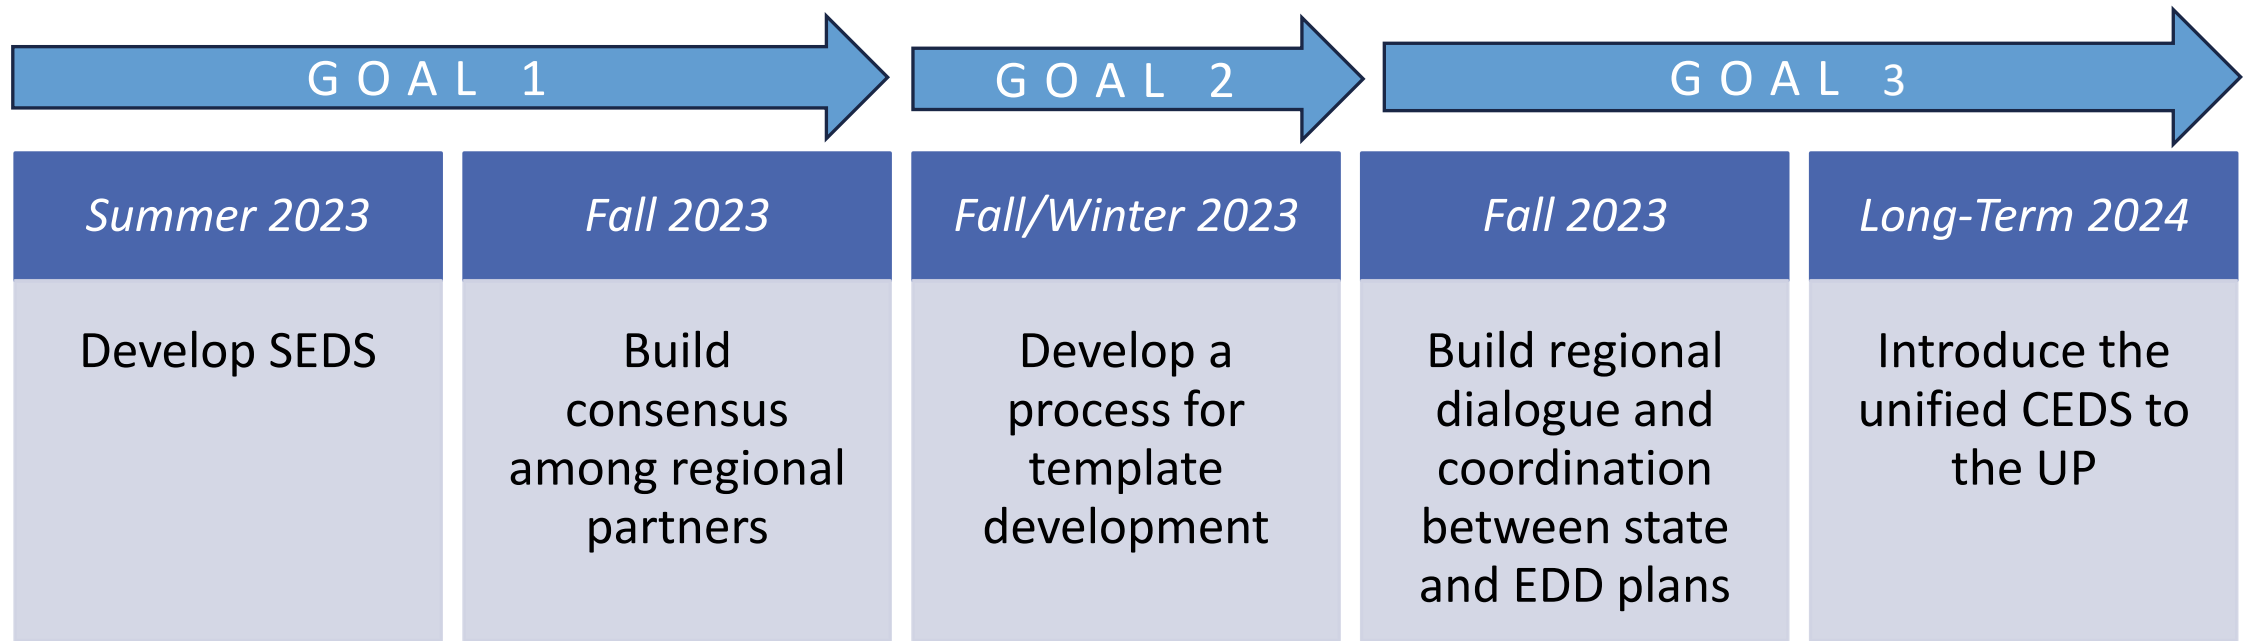 GOAL 1
GOAL 2
GOAL 3
Summer 2023
Develop SEDS
Fall 2023
Build
consensus
among regional
partners
Fall/Winter 2023
Develop a
process for
template
development
Fall 2023
Build regional
dialogue and
coordination
between state
and EDD plans
Long-Term 2024
Introduce the
unified CEDS to
the UP